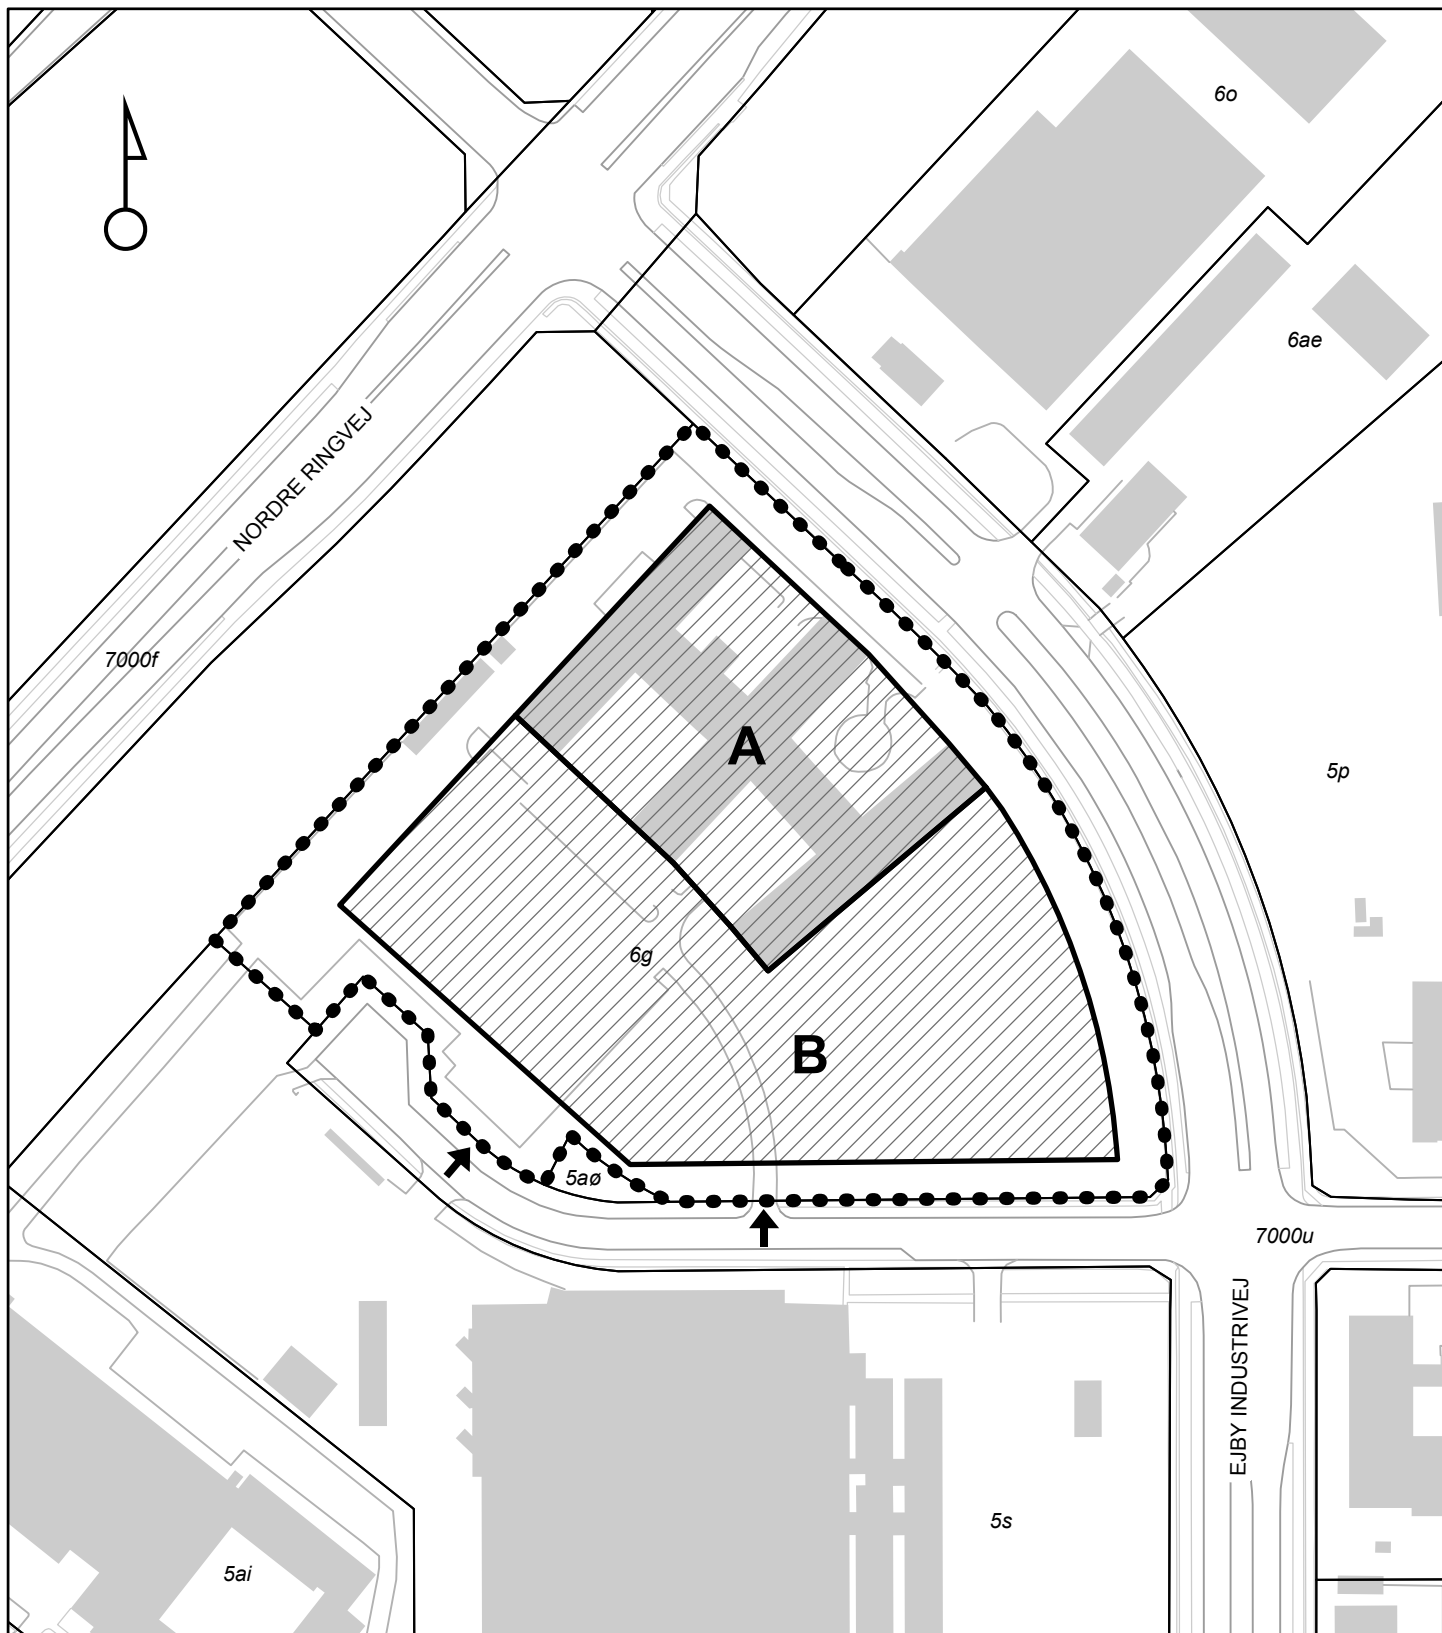 6o
6ae
NORDRE RINGVEJ
7000f
A
5p
6g
B
5aø
7000u
EJBY INDUSTRIVEJ
5s
5ai